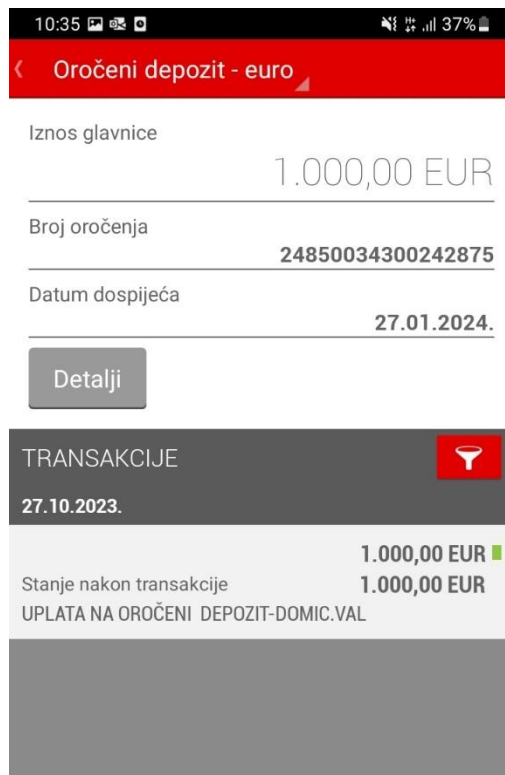 10:35 37%
Oročeni depozit - euro
Iznos glavnice
1.000,00 EUR
Broj oročenja
24850034300242875
Datum dospijeća
27.01.2024.
Detalji
TRANSAKCIJE
27.10.2023.
1.000,00 EUR
Stanje nakon transakcije 1.000,00 EUR
UPLATA NA OROČENI DEPOZIT-DOMIC.VAL